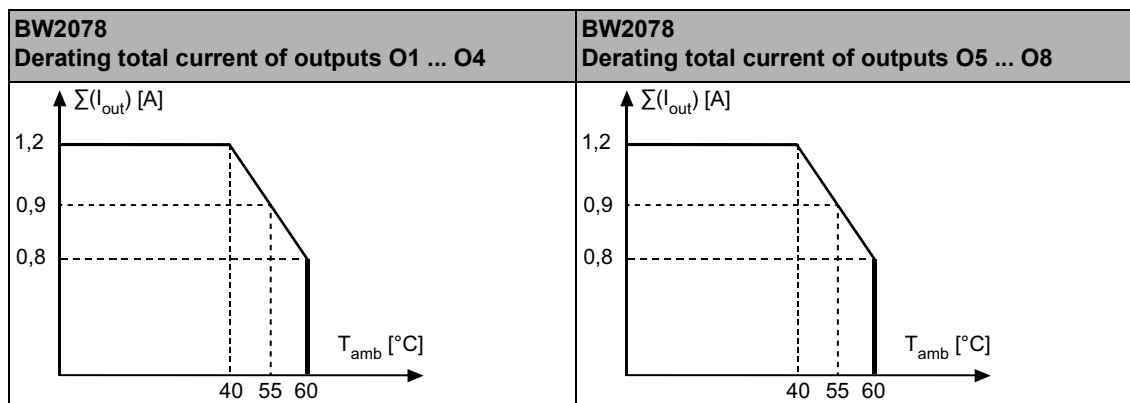 BW2078
Derating total current of outputs O1 ... O4
BW2078
Derating total current of outputs O5 ... O8
∑(Iout) [A]
1,2
0,9
0,8
Tamb [°C]
40 55 60
∑(Iout) [A]
1,2
0,9
0,8
Tamb [°C]
40 55 60